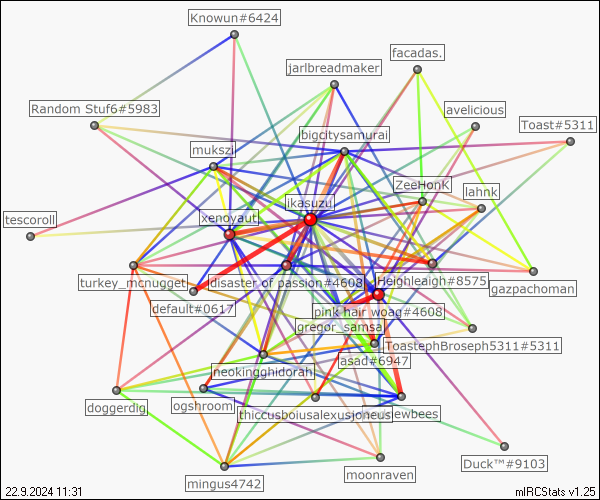 Knowun#6424
facadas.
jarlbreadmaker
Random Stuf6#5983
avelicious
Toast#5311
bigcitysamurai
mukszi
ZeeHonk
lahnk
ikasuzu
tescoroll
xenoyaut
turkey_mcnugget
disaster of passion#4608
Heighleaigh#8575
gazpachoman
default#0617
pink hair woag#4608
gregor_samsa
ToastephBroseph5311#5311
asad#6947
neokingghidorah
doggerdig
ogshroom
thiccusboiusalexusjoneus
lewbees
Duck™#9103
moonraven
mingus4742
22.9.2024 11:31
mIRCStats v1.25